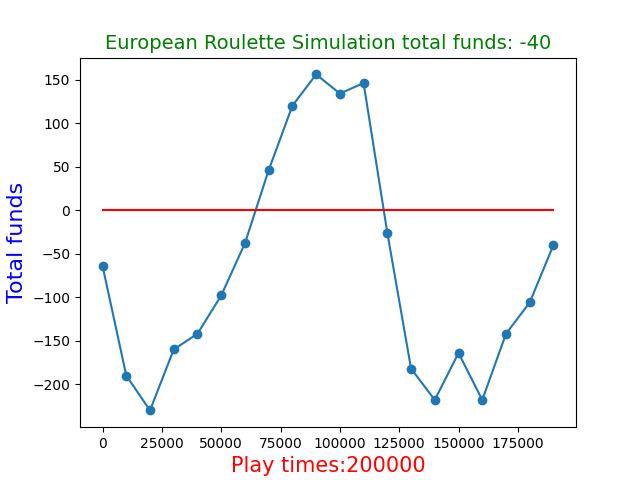 European Roulette Simulation total funds: -40
Total funds
150
100
50
0
−50
−100
−150
−200
0 25000 50000 75000 100000 125000 150000 175000
Play times:200000